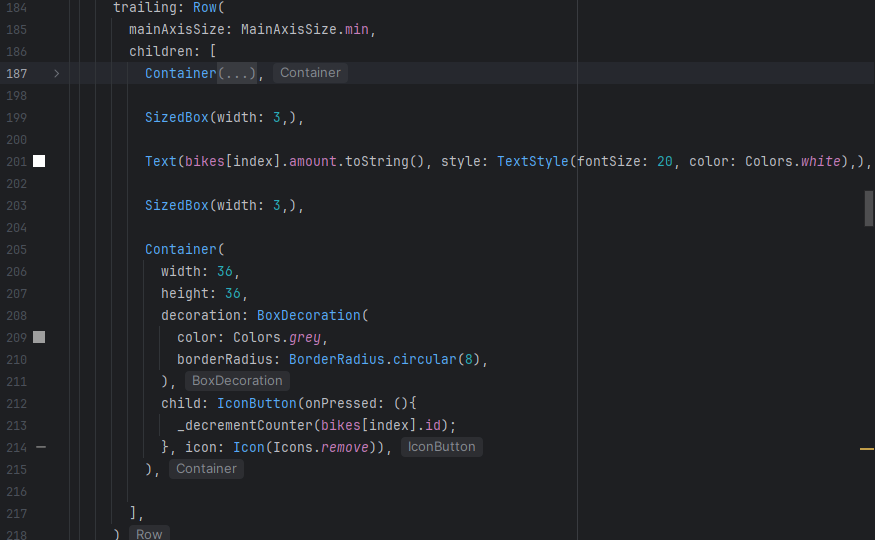 184 trailing: Row(
185 mainAxisSize: MainAxisSize.min,
186 children: [
187 Container(...), Container
198
199 SizedBox(width: 3,),
200
201 Text(bikes[index].amount.toString(), style: TextStyle(fontSize: 20, color: Colors.white),),
202
203 SizedBox(width: 3,),
204
205 Container(
206 width: 36,
207 height: 36,
208 decoration: BoxDecoration(
209 color: Colors.grey,
210 borderRadius: BorderRadius.circular(8),
211 ), BoxDecoration
212 child: IconButton(onPressed: (){
213 _decrementCounter(bikes[index].id);
214 }, icon: Icon(Icons.remove)), IconButton
215 ), Container
216
217 ],
218 ) Row